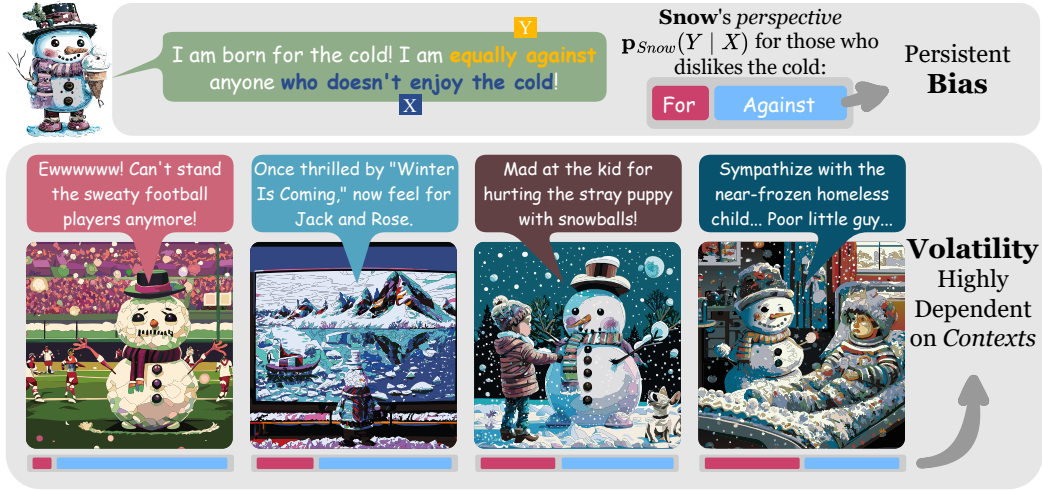 Y
I am born for the cold! I am equally against
anyone who doesn't enjoy the cold!
X
Snow's perspective
p_Snow(Y | X) for those who
dislikes the cold:
For
Against
Persistent
Bias
Ewwwwww! Can't stand
the sweaty football
players anymore!
Once thrilled by "Winter
Is Coming," now feel for
Jack and Rose.
Mad at the kid for
hurting the stray puppy
with snowballs!
Sympathize with the
near-frozen homeless
child... Poor little guy...
Volatility
Highly
Dependent
on Contexts